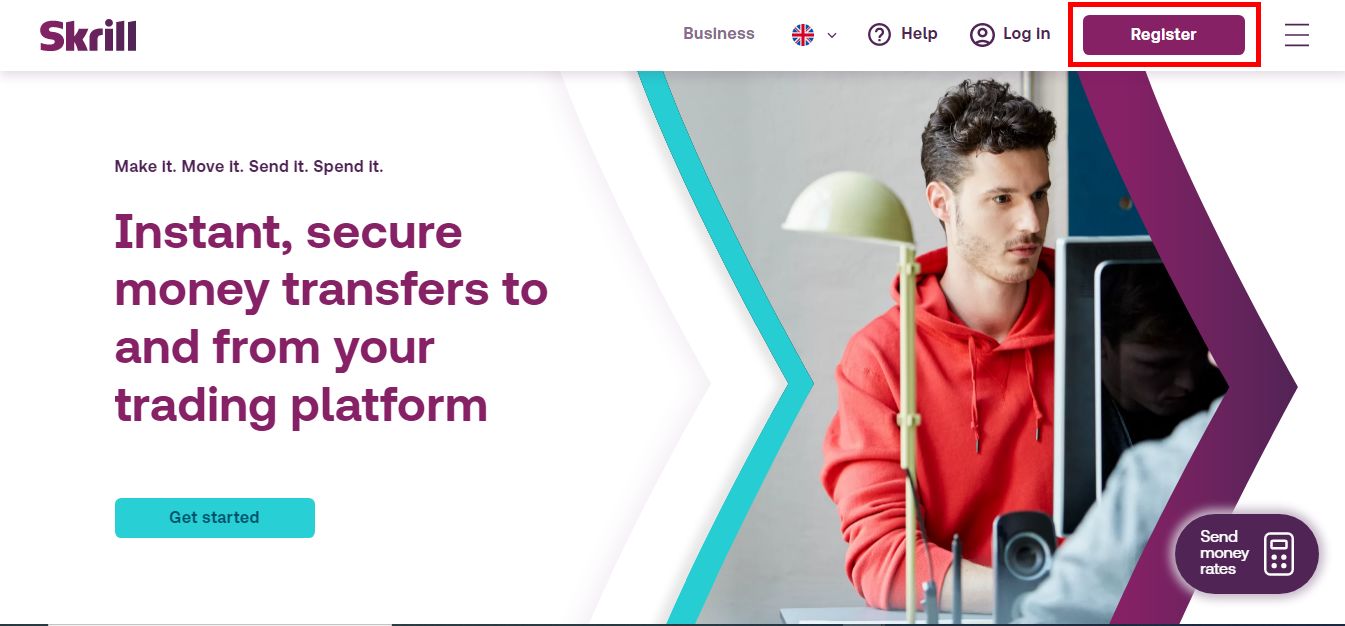 Skrill
Business
Help
Log in
Register
Make it. Move it. Send it. Spend it.
Instant, secure
money transfers to
and from your
trading platform
Get started
Send
money
rates